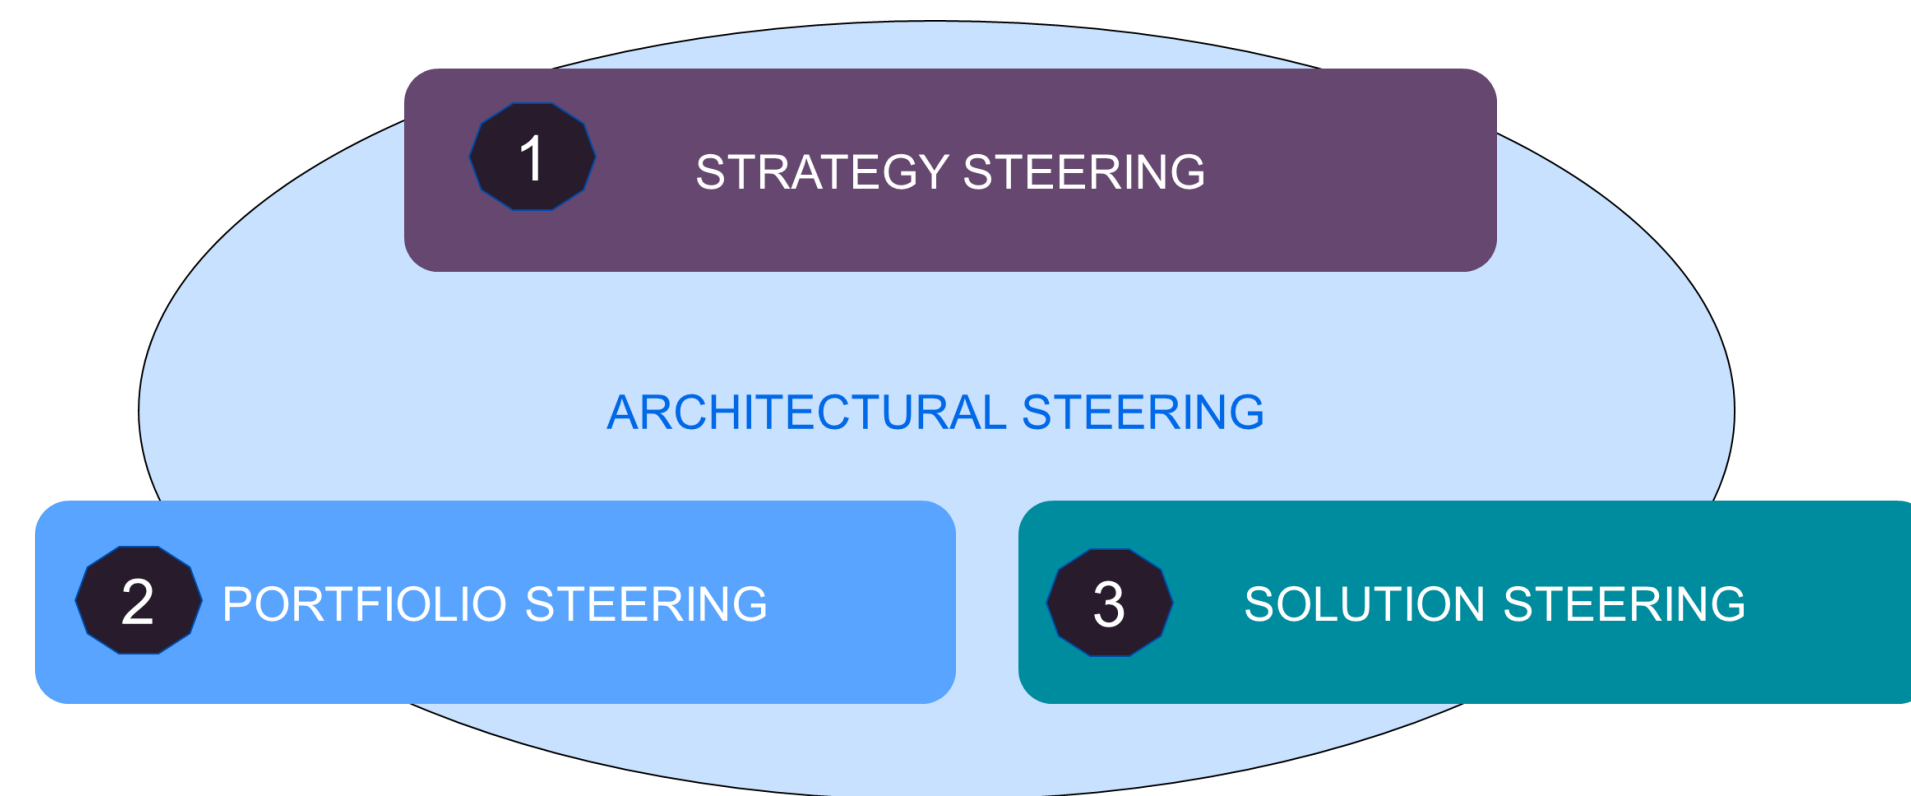 1
STRATEGY STEERING
ARCHITECTURAL STEERING
2
PORTFIOLIO STEERING
3
SOLUTION STEERING